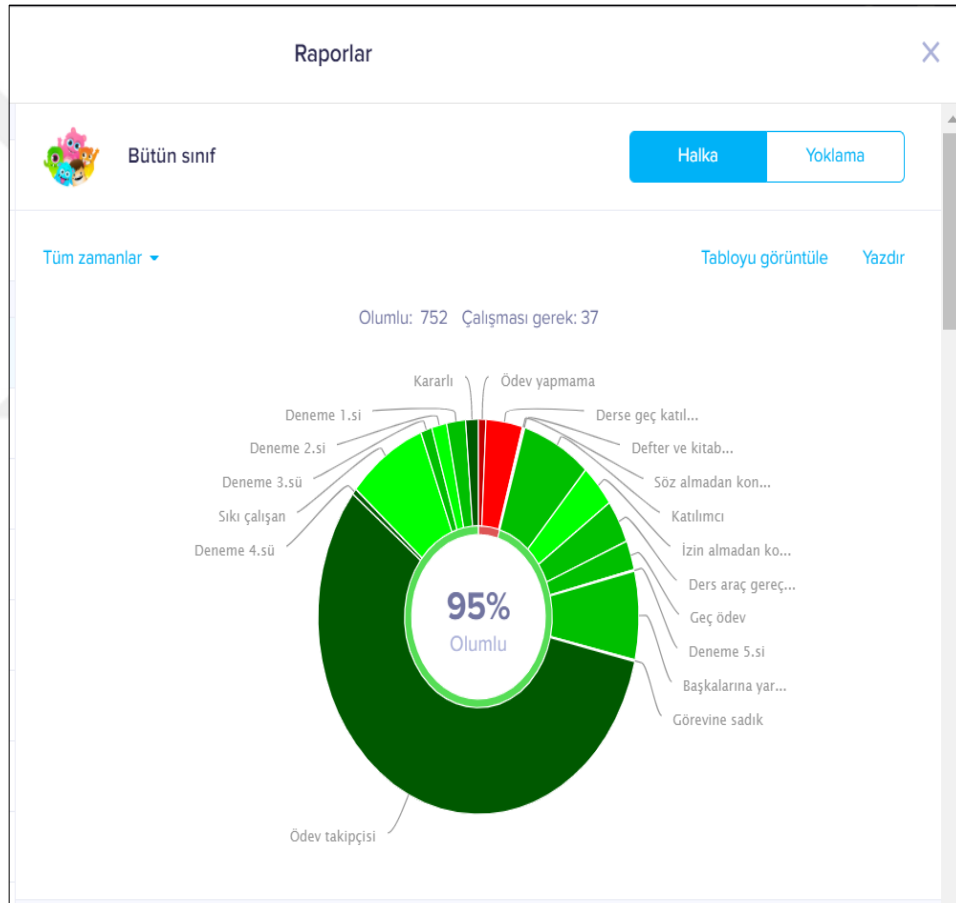 Raporlar
Bütün sınıf
Halka
Yoklama
Tüm zamanlar
Tabloyu görüntüle
Yazdır
Olumlu: 752 Çalışması gerek: 37
Kararlı
Ödev yapmama
Deneme 1.si
Derse geç katıl...
Deneme 2.si
Defter ve kitab...
Deneme 3.sü
Söz almadan kon...
Sıkı çalışan
Katılımcı
Deneme 4.sü
İzin almadan ko...
Ders araç gereç...
Geç ödev
Deneme 5.si
Başkalarına yar...
Görevine sadık
95%
Olumlu
Ödev takipçisi